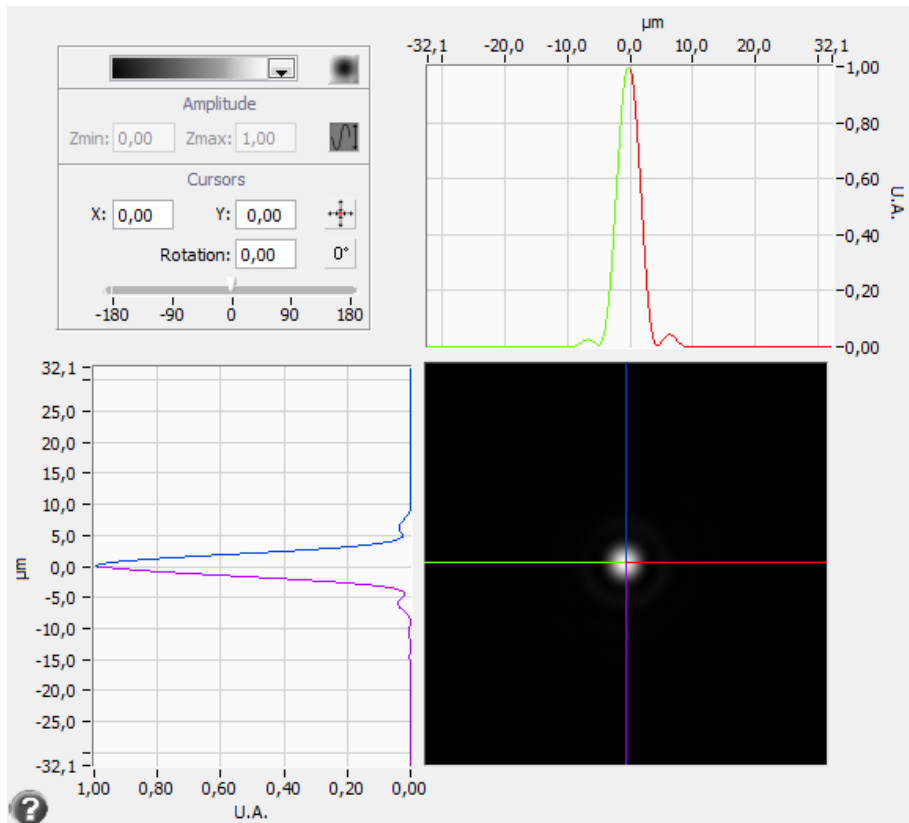 Amplitude
Zmin: 0,00 Zmax: 1,00
Cursors
X: 0,00 Y: 0,00
Rotation: 0,00 0°
-180 -90 0 90 180
µm
-32,1 -20,0 -10,0 0,0 10,0 20,0 32,1
1,00
0,80
0,60
0,40
0,20
0,00
U.A.
32,1
25,0
20,0
15,0
10,0
5,0
0,0
-5,0
-10,0
-15,0
-20,0
-25,0
-32,1
µm
1,00 0,80 0,60 0,40 0,20 0,00
U.A.
?